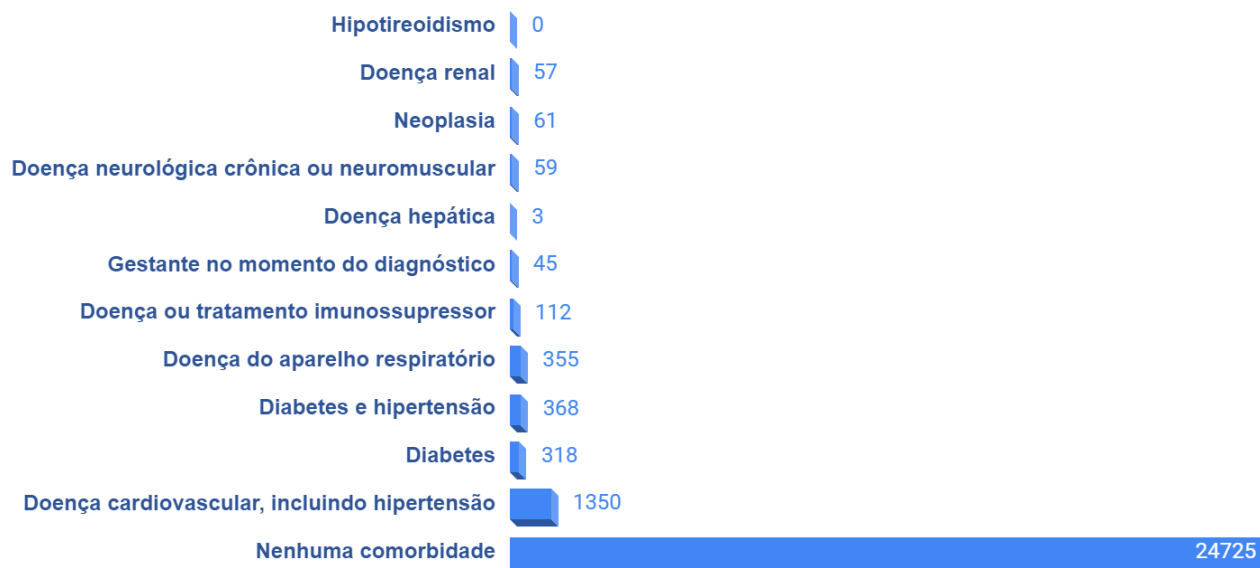 Hipotireoidismo 0
Doença renal 57
Neoplasia 61
Doença neurológica crônica ou neuromuscular 59
Doença hepática 3
Gestante no momento do diagnóstico 45
Doença ou tratamento imunossupressor 112
Doença do aparelho respiratório 355
Diabetes e hipertensão 368
Diabetes 318
Doença cardiovascular, incluindo hipertensão 1350
Nenhuma comorbidade 24725